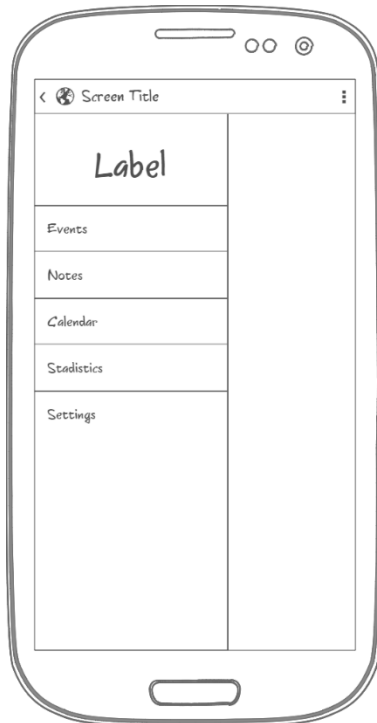 Screen Title
Label
Events
Notes
Calendar
Stadistics
Settings